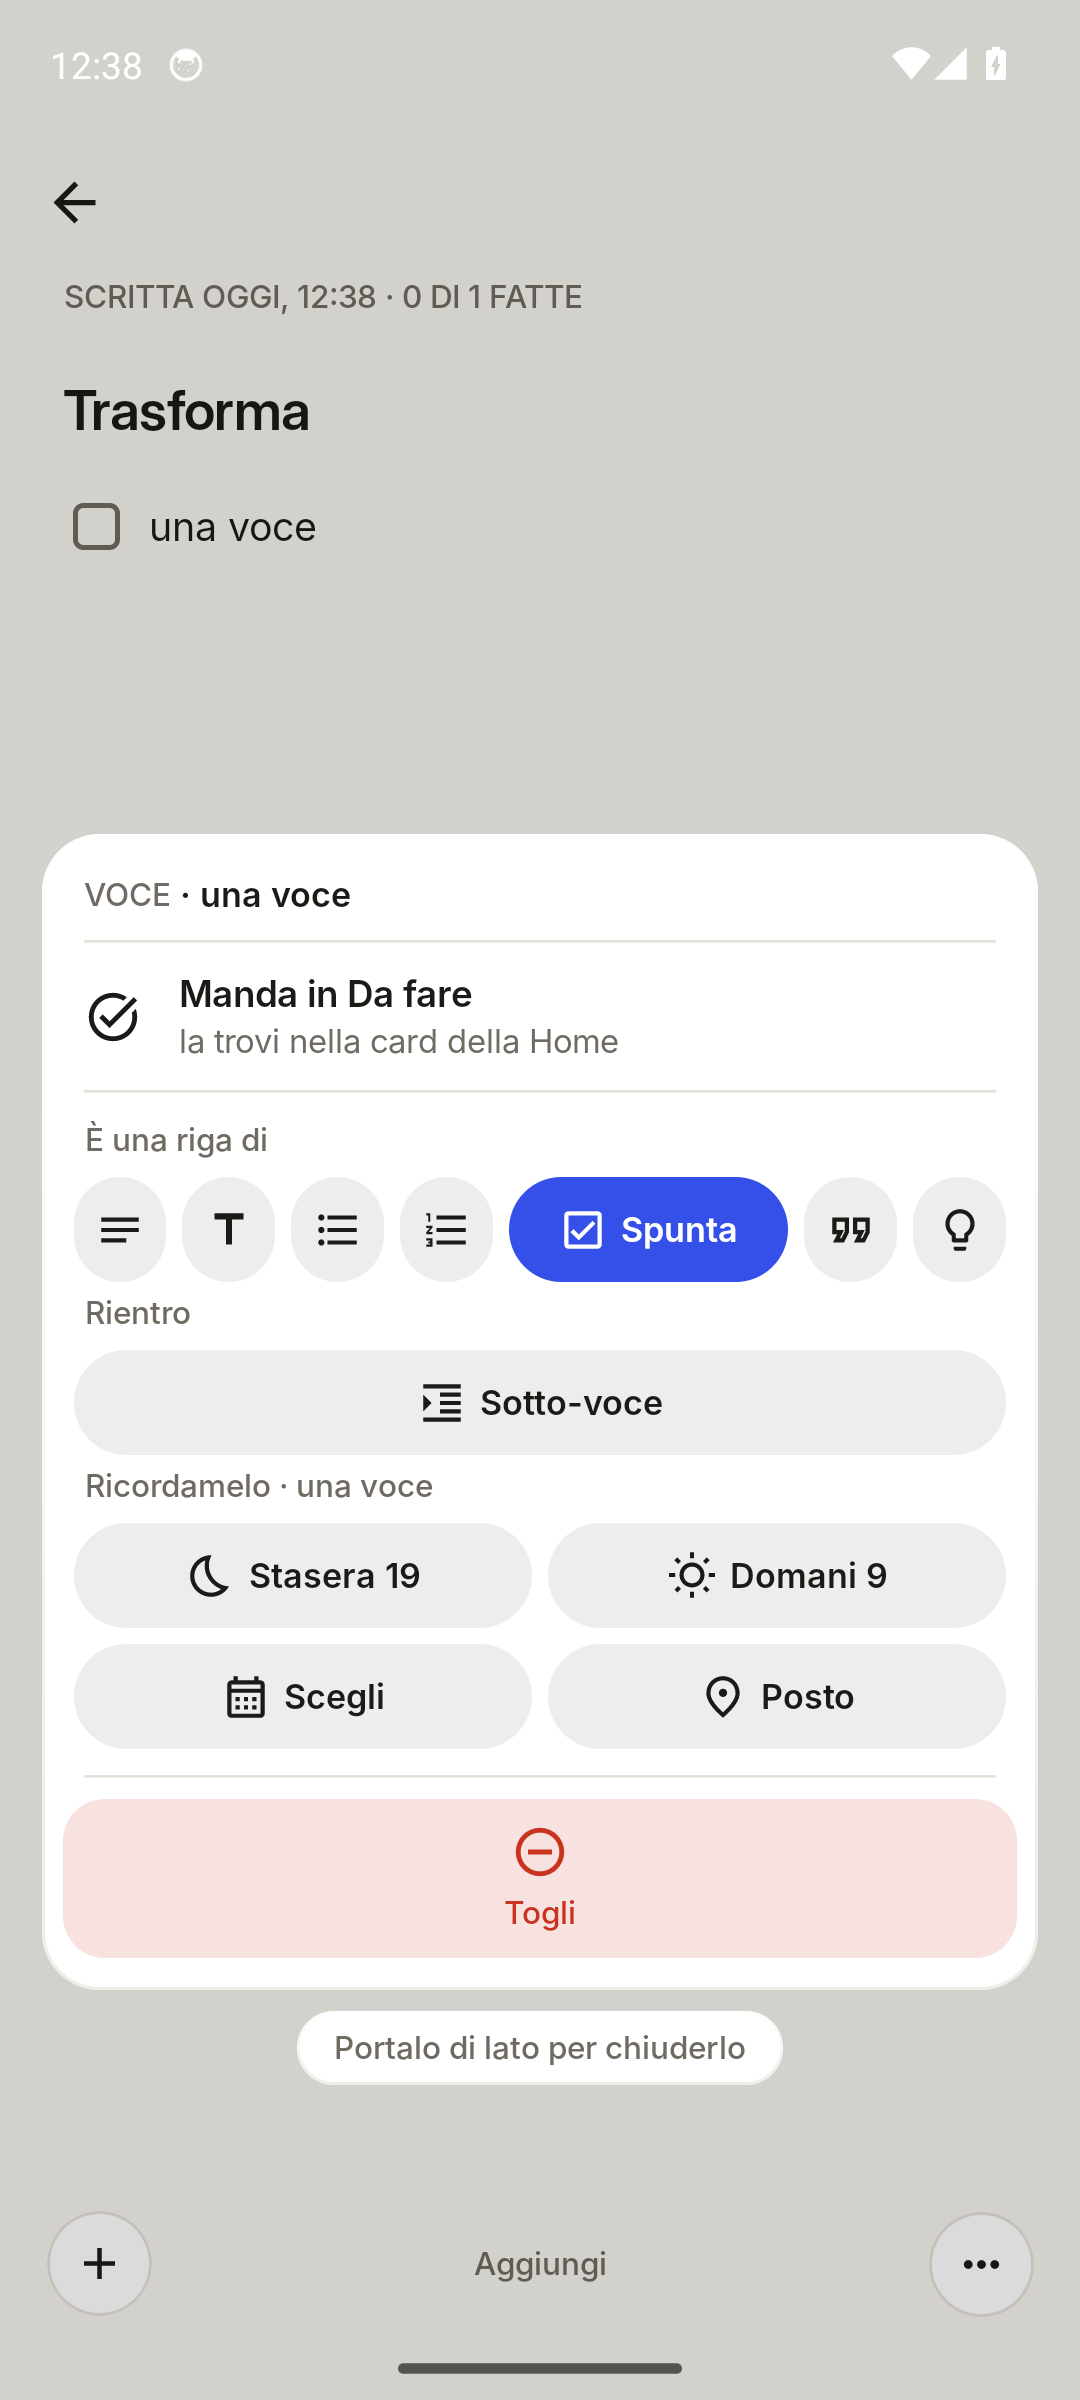 12:38
SCRITTA OGGI, 12:38 · 0 DI 1 FATTE
Trasforma
una voce
VOCE · una voce
Manda in Da fare
la trovi nella card della Home
È una riga di
Spunta
Rientro
Sotto-voce
Ricordamelo · una voce
Stasera 19
Domani 9
Scegli
Posto
Togli
Portalo di lato per chiuderlo
Aggiungi